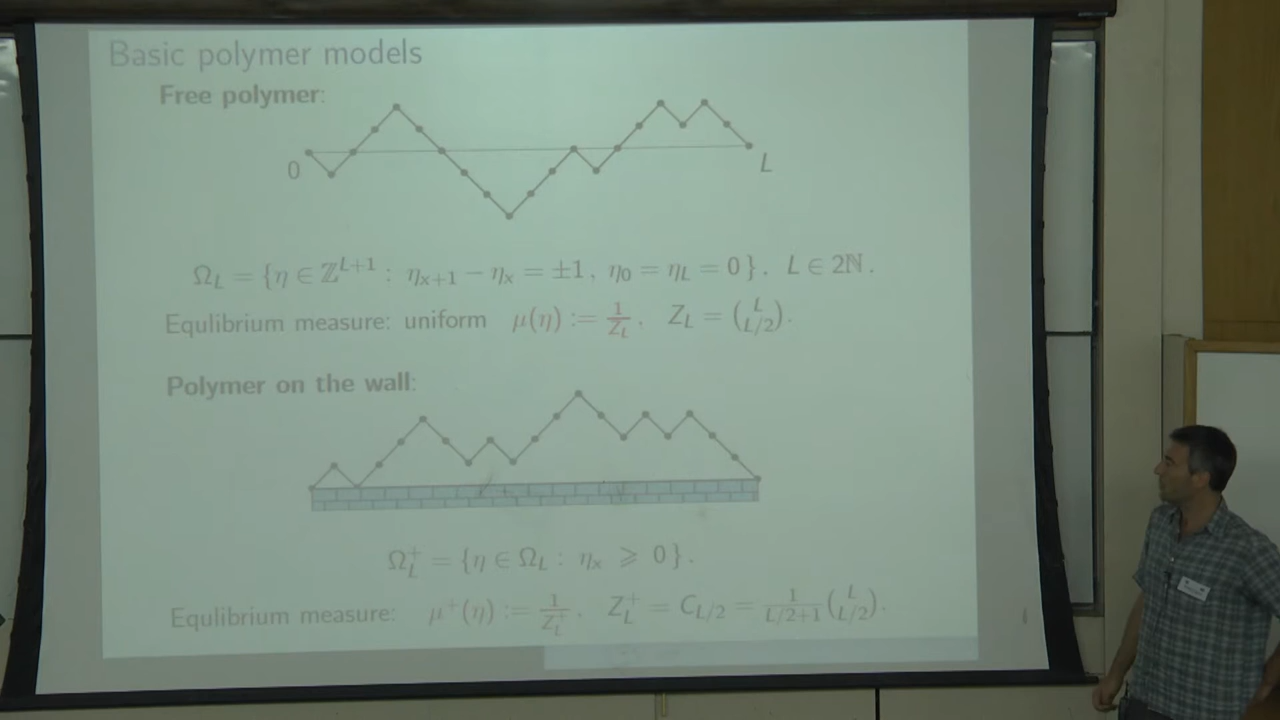 Basic polymer models
Free polymer:
0
L
Ω_L = {η ∈ ℤ^{L+1} : η_{x+1} − η_x = ±1, η_0 = η_L = 0}. L ∈ 2ℕ.
Equlibrium measure: uniform μ(η) := 1/Z_L, Z_L = (L choose L/2).
Polymer on the wall:
Ω_L^+ = {η ∈ Ω_L : η_x ⩾ 0}.
Equlibrium measure: μ^+(η) := 1/Z_L^+, Z_L^+ = C_{L/2} = 1/(L/2+1) (L choose L/2).